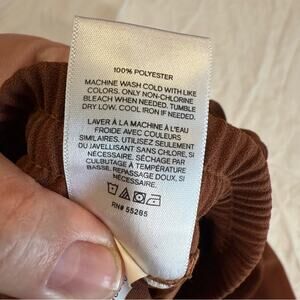 100% POLYESTER
MACHINE WASH COLD WITH LIKE
COLORS. ONLY NON-CHLORINE
BLEACH WHEN NEEDED. TUMBLE
DRY LOW. COOL IRON IF NEEDED.
LAVER À LA MACHINE À L'EAU
FROIDE AVEC COULEURS
SIMILAIRES. UTILISEZ SEULEMENT
DU JAVELLISANT SANS CHLORE,
SI NÉCESSAIRE. SÉCHAGE PAR
CULBUTAGE À TEMPÉRATURE
BASSE. REPASSAGE DOUX, SI
NÉCESSAIRE.
RN# 55285